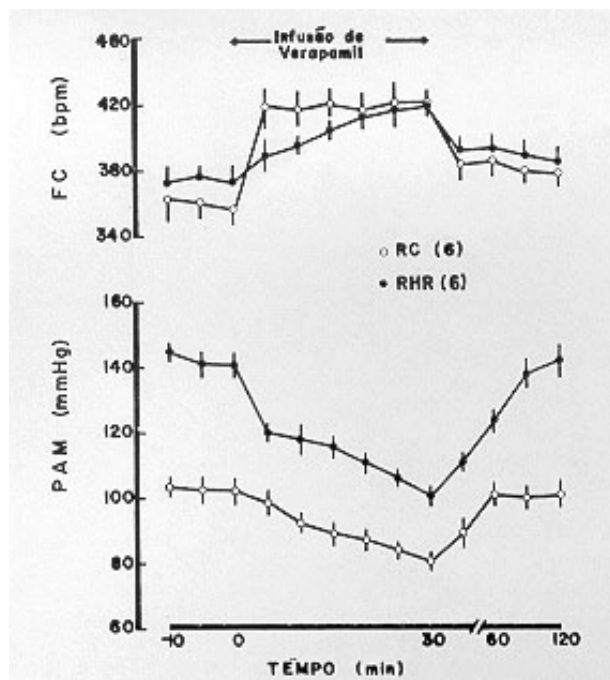 460
Infusão de
Verapamil
420
380
340
FC (bpm)
RC (6)
RHR (6)
160
140
120
100
80
60
PAM (mmHg)
-10 0 30 60 120
TEMPO (min)